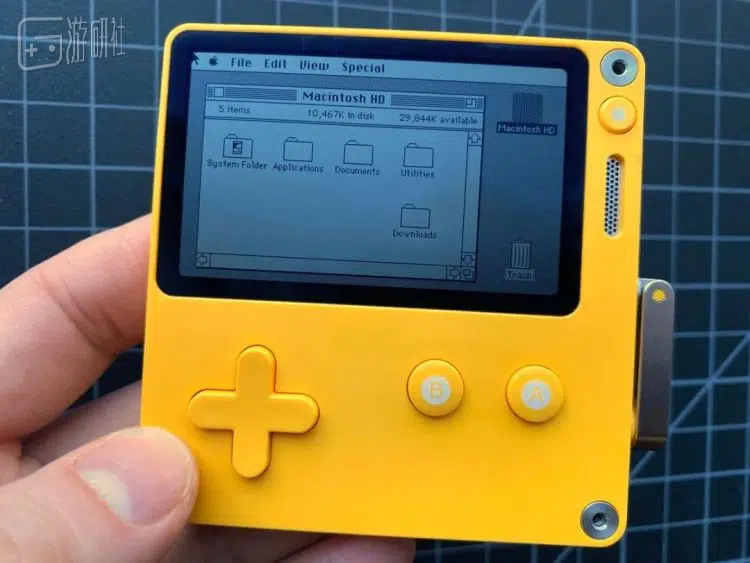 游研社
File Edit View Special
Macintosh HD
5 items 10,467K in disk 29,844K available
Macintosh HD
System Folder Applications Documents Utilities
Downloads
Trash
B A